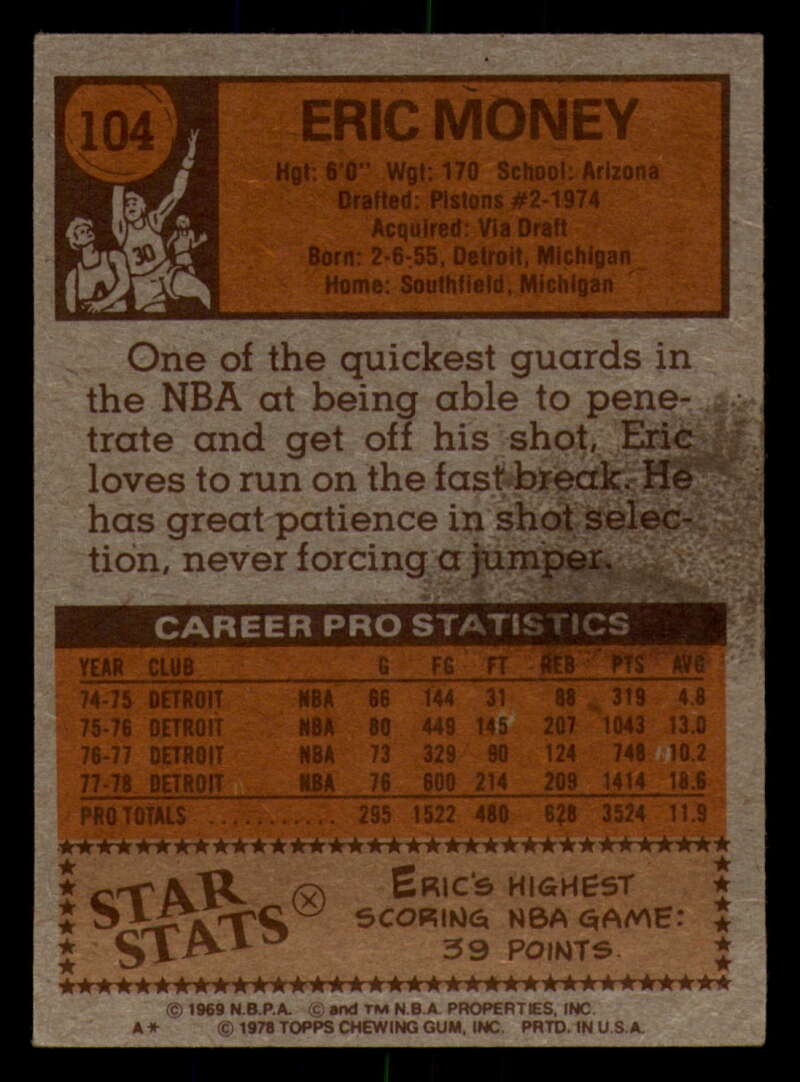 104
ERIC MONEY
Hgt: 6'0" Wgt: 170 School: Arizona
Drafted: Pistons #2-1974
Acquired: Via Draft
Born: 2-6-55, Detroit, Michigan
Home: Southfield, Michigan
30
One of the quickest guards in
the NBA at being able to pene-
trate and get off his shot, Eric
loves to run on the fast break. He
has great patience in shot selec-
tion, never forcing a jumper.
CAREER PRO STATISTICS
YEAR CLUB G FG FT REB PTS AVG
74-75 DETROIT NBA 66 144 31 88 319 4.8
75-76 DETROIT NBA 80 449 145 207 1043 13.0
76-77 DETROIT NBA 73 329 90 124 748 10.2
77-78 DETROIT NBA 76 600 214 209 1414 18.6
PRO TOTALS ............ 295 1522 480 628 3524 11.9
STAR
STATS
ERIC'S HIGHEST
SCORING NBA GAME:
39 POINTS.
© 1969 N.B.P.A. © and TM N.B.A. PROPERTIES, INC.
A* © 1978 TOPPS CHEWING GUM, INC. PRTD. IN U.S.A.